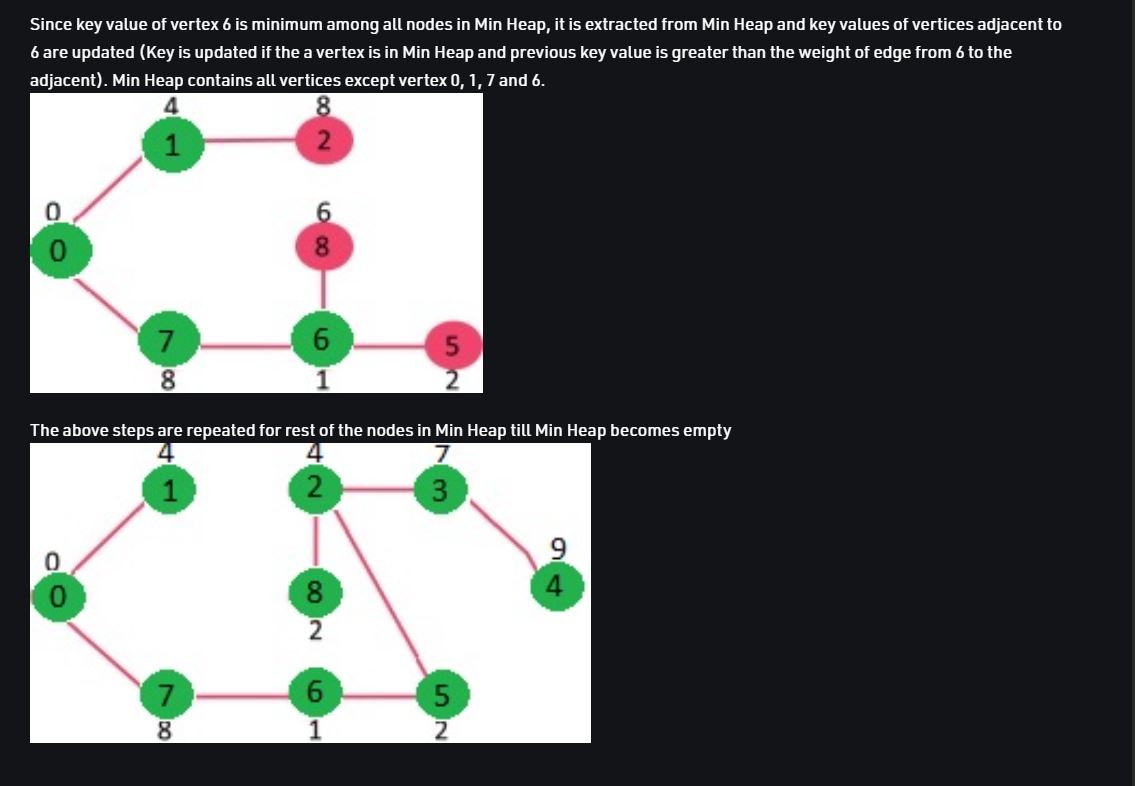 Since key value of vertex 6 is minimum among all nodes in Min Heap, it is extracted from Min Heap and key values of vertices adjacent to
6 are updated (Key is updated if the a vertex is in Min Heap and previous key value is greater than the weight of edge from 6 to the
adjacent). Min Heap contains all vertices except vertex 0, 1, 7 and 6.
4 8
1 2
0 6
0 8
7 6 5
8 1 2
The above steps are repeated for rest of the nodes in Min Heap till Min Heap becomes empty
4 4 7
1 2 3
0 9
0 8 4
2
7 6 5
8 1 2